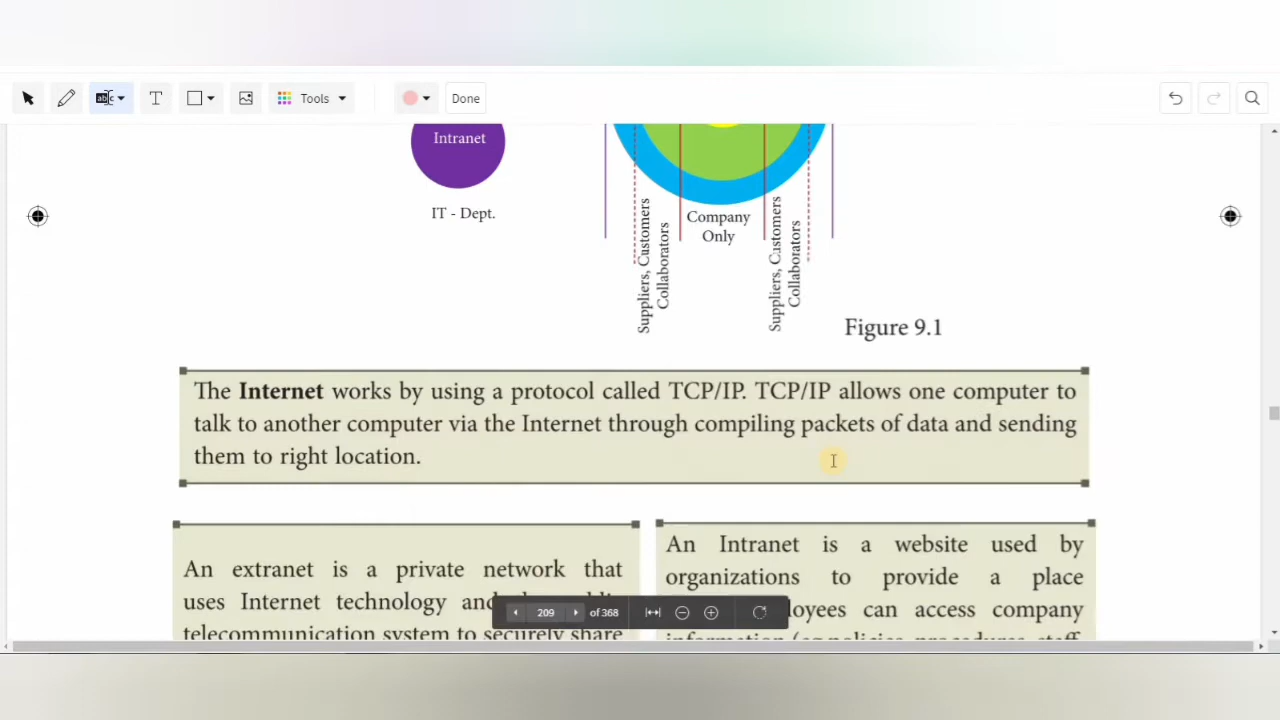 Tools
Done
Intranet
IT - Dept.
Suppliers, Customers
Collaborators
Company
Only
Suppliers, Customers
Collaborators
Figure 9.1
The Internet works by using a protocol called TCP/IP. TCP/IP allows one computer to
talk to another computer via the Internet through compiling packets of data and sending
them to right location.
An extranet is a private network that
uses Internet technology and
telecommunication system to securely share
An Intranet is a website used by
organizations to provide a place
can access company
209
of 368